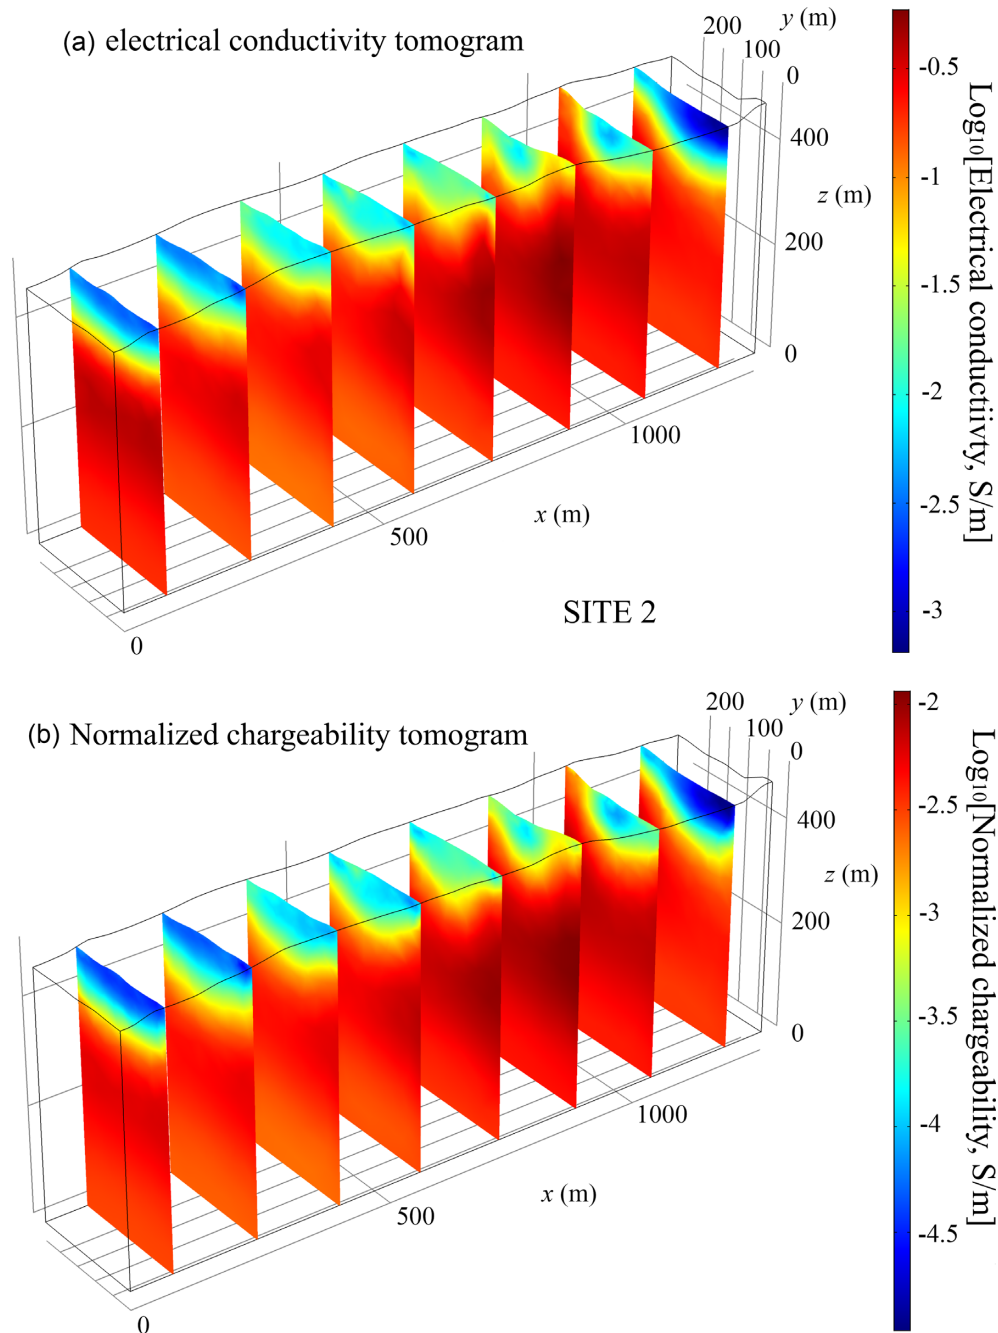 (a) electrical conductivity tomogram
y (m)
200
100
0
400
z (m)
200
0
1000
x (m)
500
0
SITE 2
-0.5
-1
-1.5
-2
-2.5
-3
Log10[Electrical conductiivty, S/m]
(b) Normalized chargeability tomogram
y (m)
200
100
0
400
z (m)
200
0
1000
x (m)
500
0
-2
-2.5
-3
-3.5
-4
-4.5
Log10[Normalized chargeability, S/m]